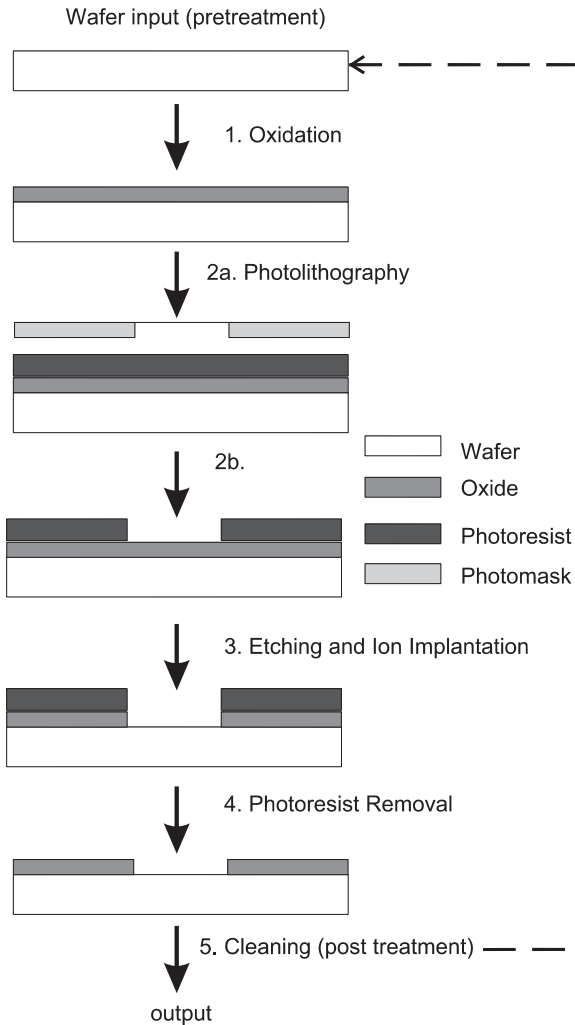 Wafer input (pretreatment)
1. Oxidation
2a. Photolithography
2b.
Wafer
Oxide
Photoresist
Photomask
3. Etching and Ion Implantation
4. Photoresist Removal
5. Cleaning (post treatment)
output